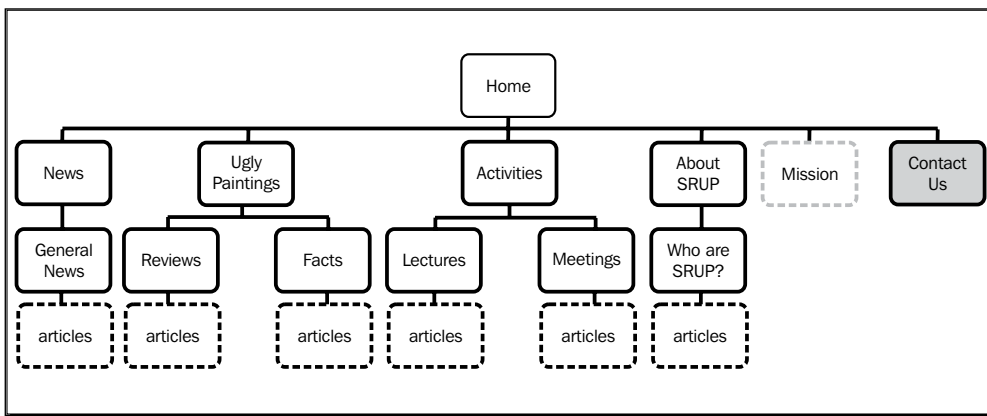 Home
News
Ugly
Paintings
Activities
About
SRUP
Mission
Contact
Us
General
News
Reviews
Facts
Lectures
Meetings
Who are
SRUP?
articles
articles
articles
articles
articles
articles